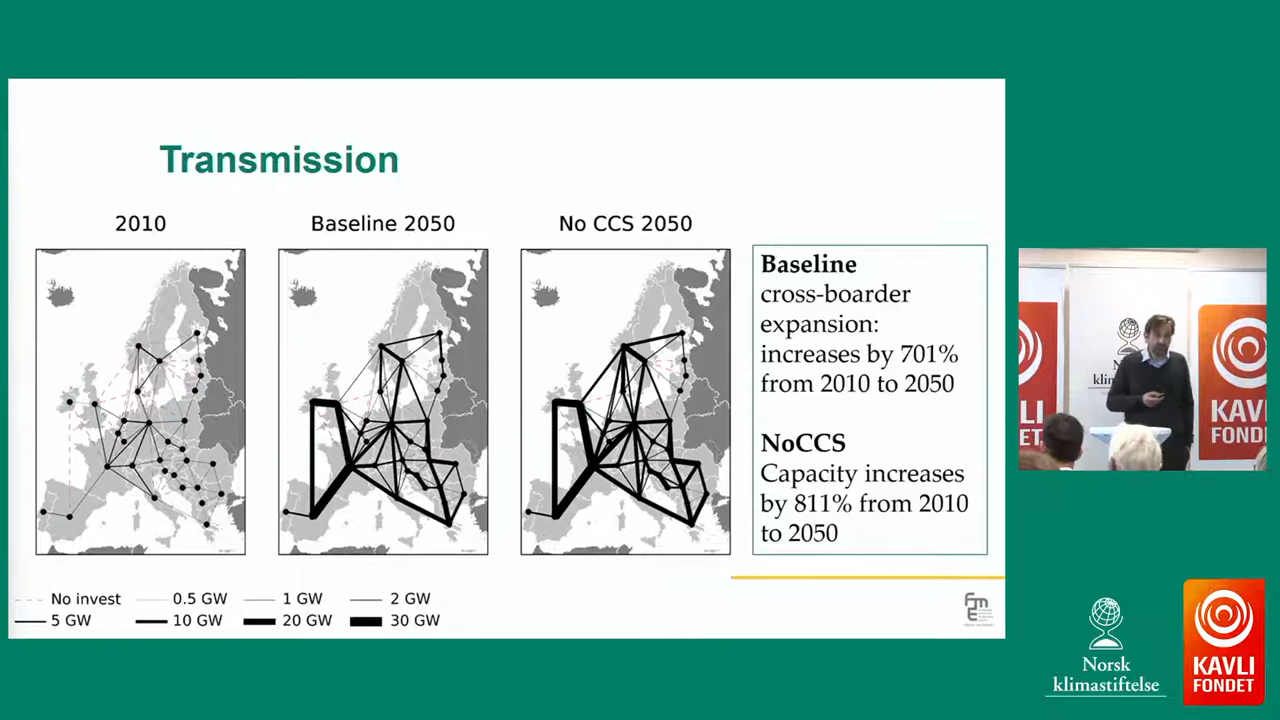 Transmission
2010
Baseline 2050
No CCS 2050
Baseline
cross-boarder
expansion:
increases by 701%
from 2010 to 2050
NoCCS
Capacity increases
by 811% from 2010
to 2050
No invest
0.5 GW
1 GW
2 GW
5 GW
10 GW
20 GW
30 GW
KAVLI
FONDET
Norsk
klimastiftelse
KAVLI
FONDET